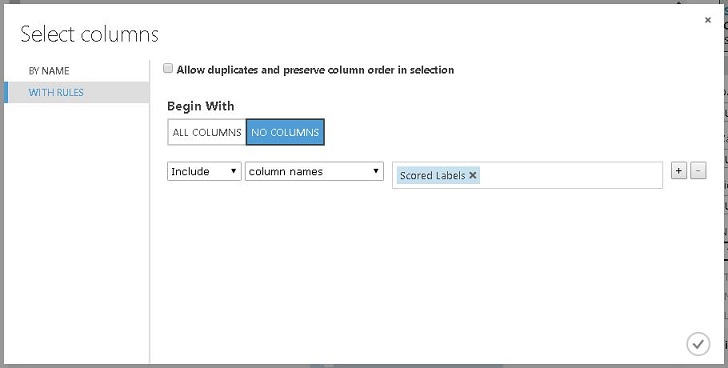 Select columns
BY NAME
WITH RULES
Allow duplicates and preserve column order in selection
Begin With
ALL COLUMNS NO COLUMNS
Include column names Scored Labels